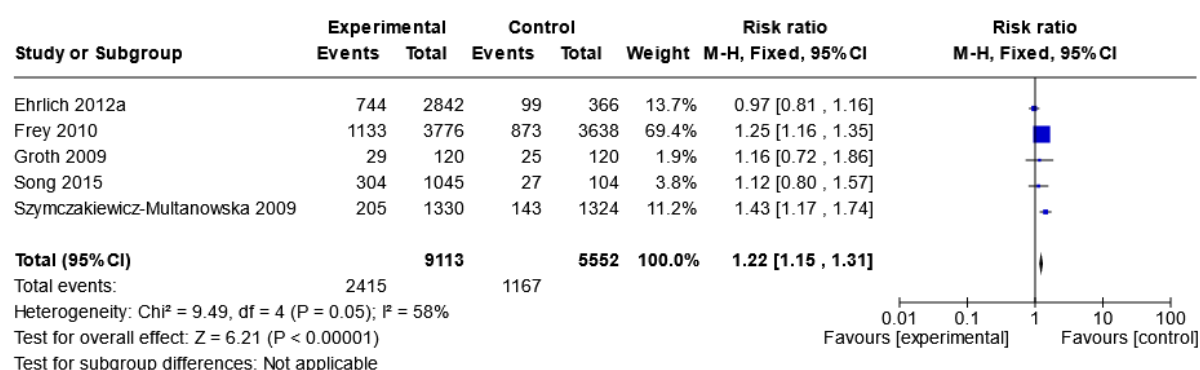 Experimental Control Risk ratio Risk ratio
Study or Subgroup Events Total Events Total Weight M-H, Fixed, 95% CI M-H, Fixed, 95% CI
Ehrlich 2012a 744 2842 99 366 13.7% 0.97 [0.81 , 1.16]
Frey 2010 1133 3776 873 3638 69.4% 1.25 [1.16 , 1.35]
Groth 2009 29 120 25 120 1.9% 1.16 [0.72 , 1.86]
Song 2015 304 1045 27 104 3.8% 1.12 [0.80 , 1.57]
Szymczakiewicz-Multanowska 2009 205 1330 143 1324 11.2% 1.43 [1.17 , 1.74]
Total (95% CI) 9113 5552 100.0% 1.22 [1.15 , 1.31]
Total events: 2415 1167
Heterogeneity: Chi² = 9.49, df = 4 (P = 0.05); I² = 58%
0.01 0.1 1 10 100
Test for overall effect: Z = 6.21 (P < 0.00001)
Favours [experimental] Favours [control]
Test for subgroup differences: Not applicable